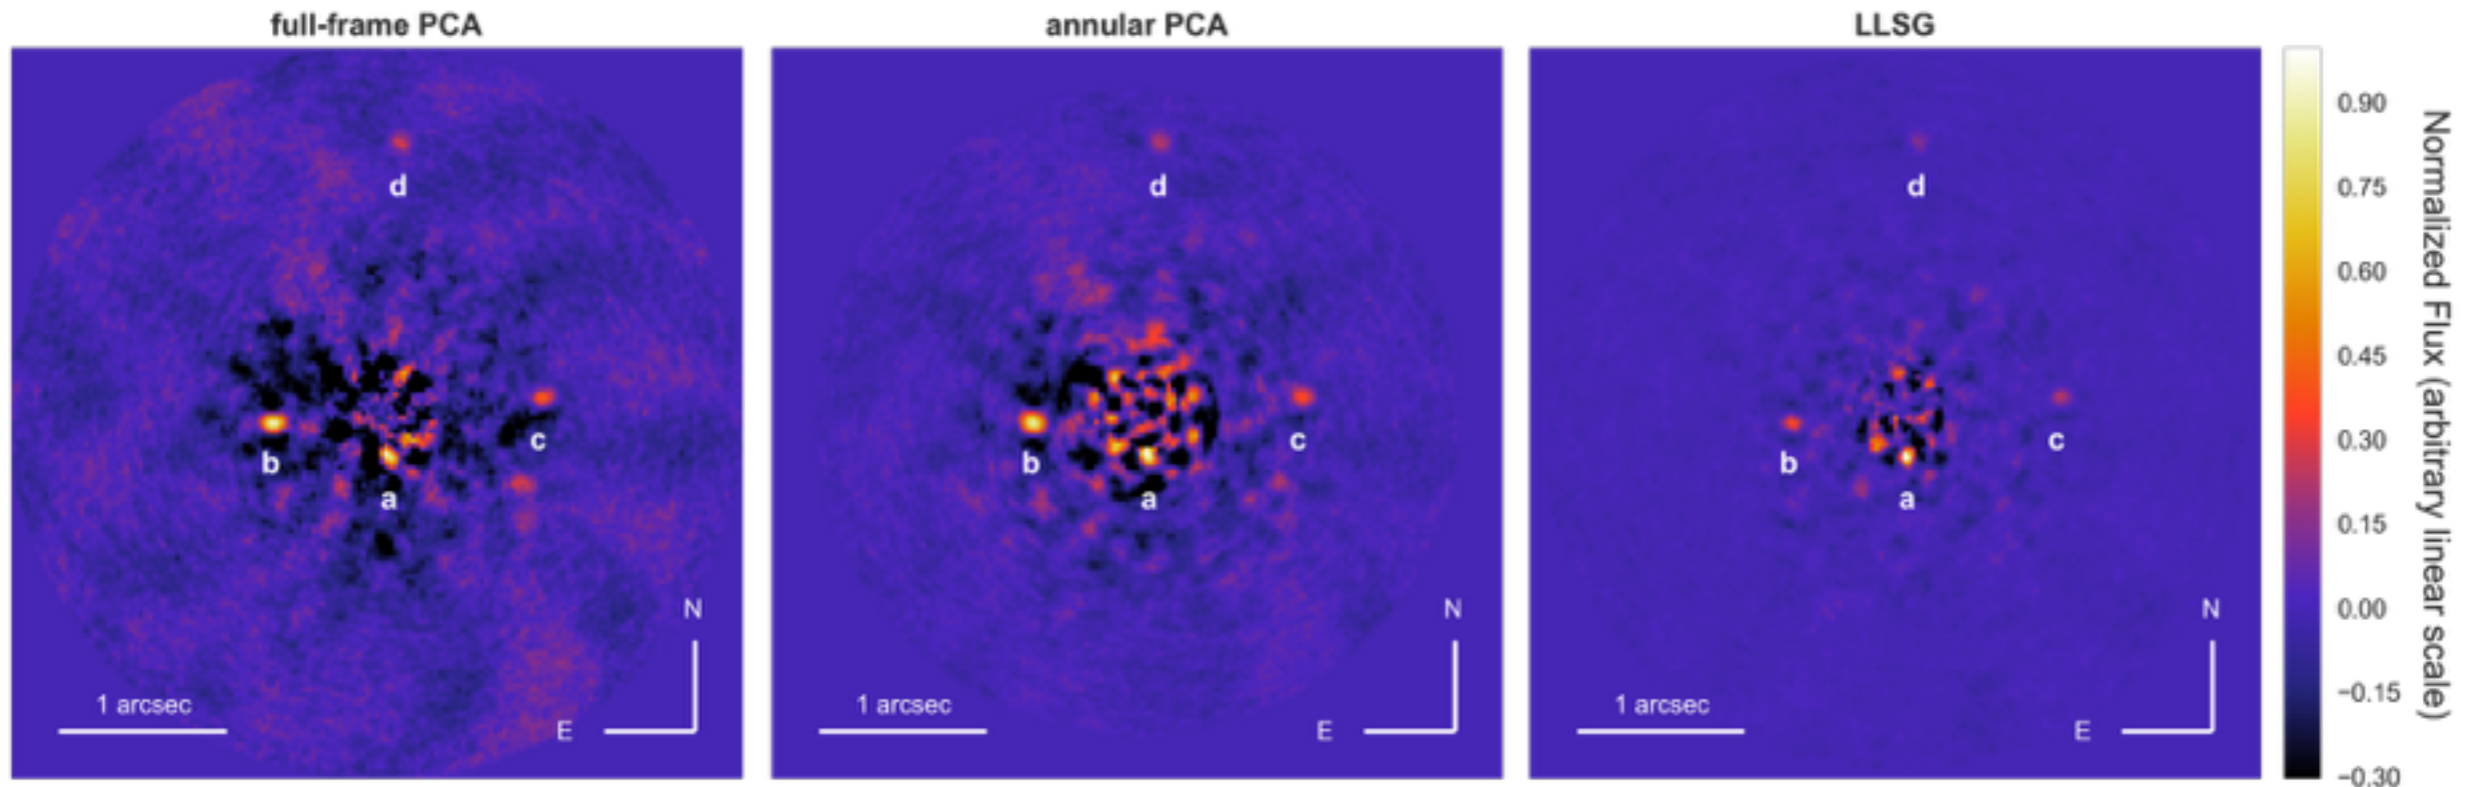 full-frame PCA
annular PCA
LLSG
d
b
c
a
N
1 arcsec
E
d
b
c
a
N
1 arcsec
E
d
b
c
a
N
1 arcsec
E
0.90
0.75
0.60
0.45
0.30
0.15
0.00
−0.15
−0.30
Normalized Flux (arbitrary linear scale)